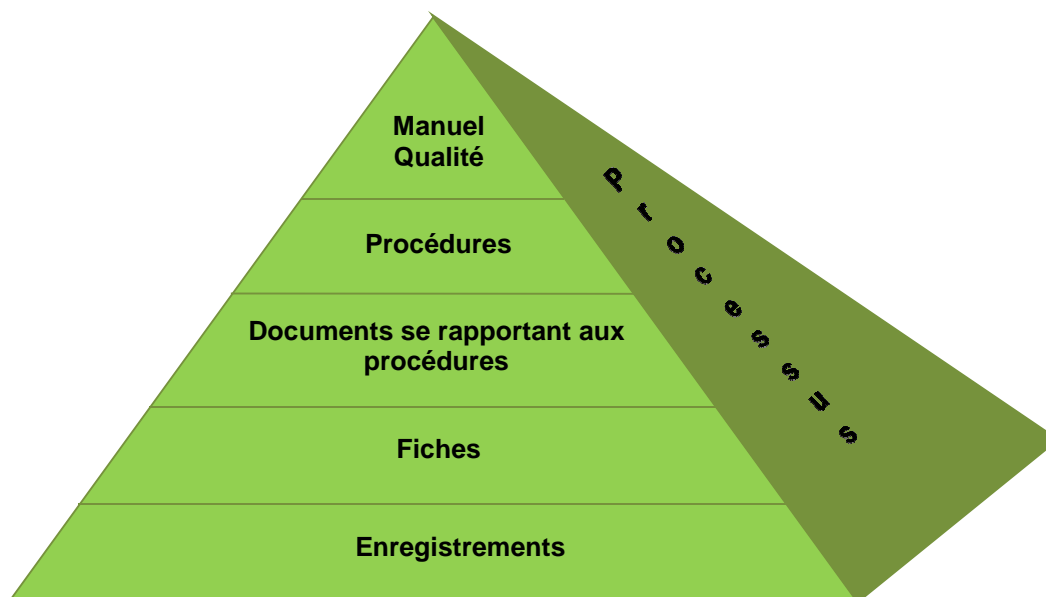 Manuel
Qualité
Processus
Procédures
Documents se rapportant aux
procédures
Fiches
Enregistrements